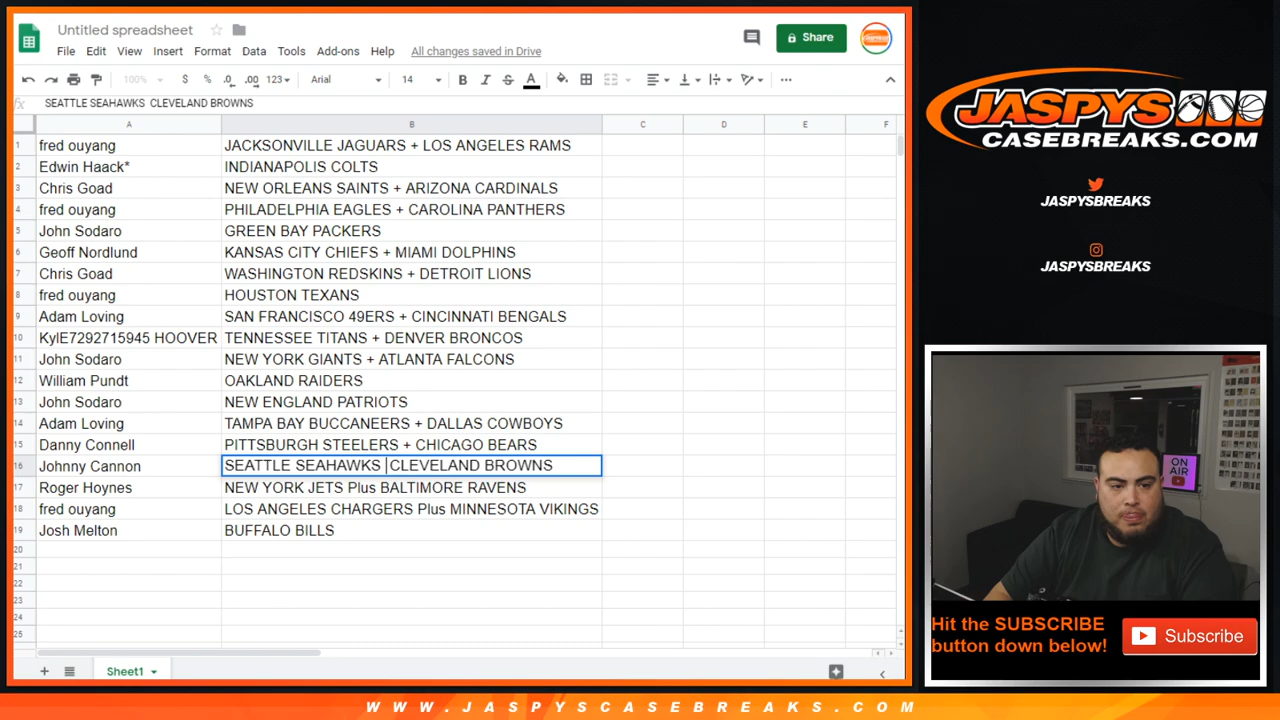 Untitled spreadsheet
File Edit View Insert Format Data Tools Add-ons Help All changes saved in Drive
Share
100% $ % .0 .00 123 Arial 14 B I S A
fx SEATTLE SEAHAWKS  CLEVELAND BROWNS
A B C D E F
1 fred ouyang JACKSONVILLE JAGUARS + LOS ANGELES RAMS
2 Edwin Haack* INDIANAPOLIS COLTS
3 Chris Goad NEW ORLEANS SAINTS + ARIZONA CARDINALS
4 fred ouyang PHILADELPHIA EAGLES + CAROLINA PANTHERS
5 John Sodaro GREEN BAY PACKERS
6 Geoff Nordlund KANSAS CITY CHIEFS + MIAMI DOLPHINS
7 Chris Goad WASHINGTON REDSKINS + DETROIT LIONS
8 fred ouyang HOUSTON TEXANS
9 Adam Loving SAN FRANCISCO 49ERS + CINCINNATI BENGALS
10 KylE7292715945 HOOVER TENNESSEE TITANS + DENVER BRONCOS
11 John Sodaro NEW YORK GIANTS + ATLANTA FALCONS
12 William Pundt OAKLAND RAIDERS
13 John Sodaro NEW ENGLAND PATRIOTS
14 Adam Loving TAMPA BAY BUCCANEERS + DALLAS COWBOYS
15 Danny Connell PITTSBURGH STEELERS + CHICAGO BEARS
16 Johnny Cannon SEATTLE SEAHAWKS CLEVELAND BROWNS
17 Roger Hoynes NEW YORK JETS Plus BALTIMORE RAVENS
18 fred ouyang LOS ANGELES CHARGERS Plus MINNESOTA VIKINGS
19 Josh Melton BUFFALO BILLS
20
21
22
23
24
25
Sheet1
JASPYS
CASEBREAKS.COM
JASPYSBREAKS
JASPYSBREAKS
ON
AIR
Hit the SUBSCRIBE
button down below!
Subscribe
WWW.JASPYSCASEBREAKS.COM